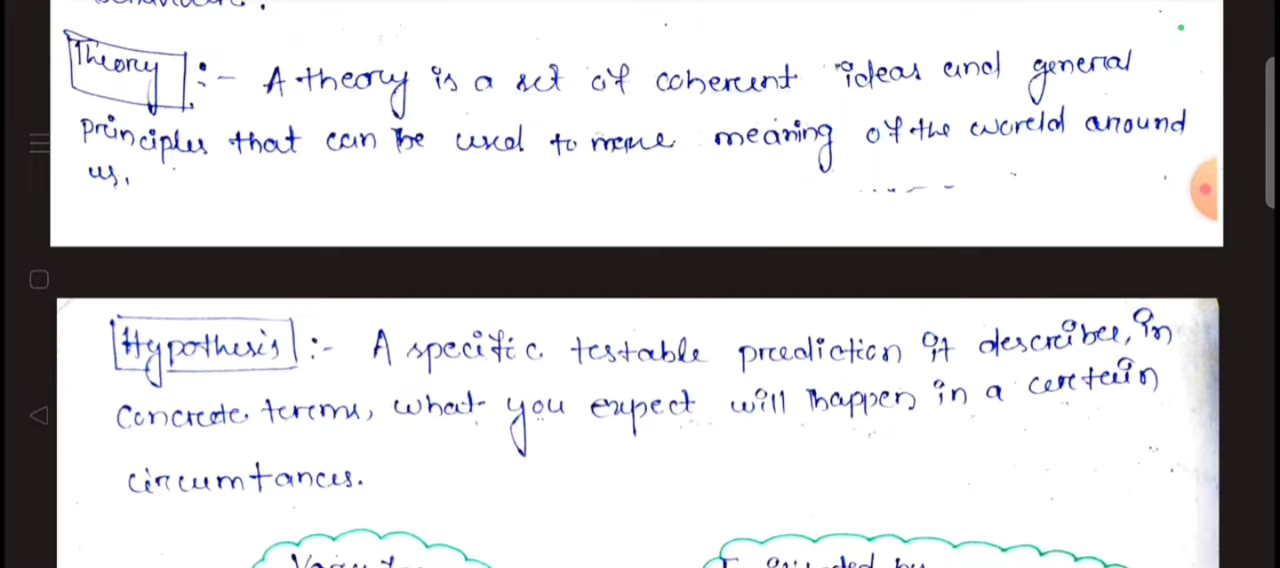 Theory :- A theory is a set of coherent ideas and general
principles that can be used to make meaning of the world around
us.
Hypothesis :- A specific testable prediction it describe, in
concrete terms, what you expect will happen in a certain
circumtances.
by